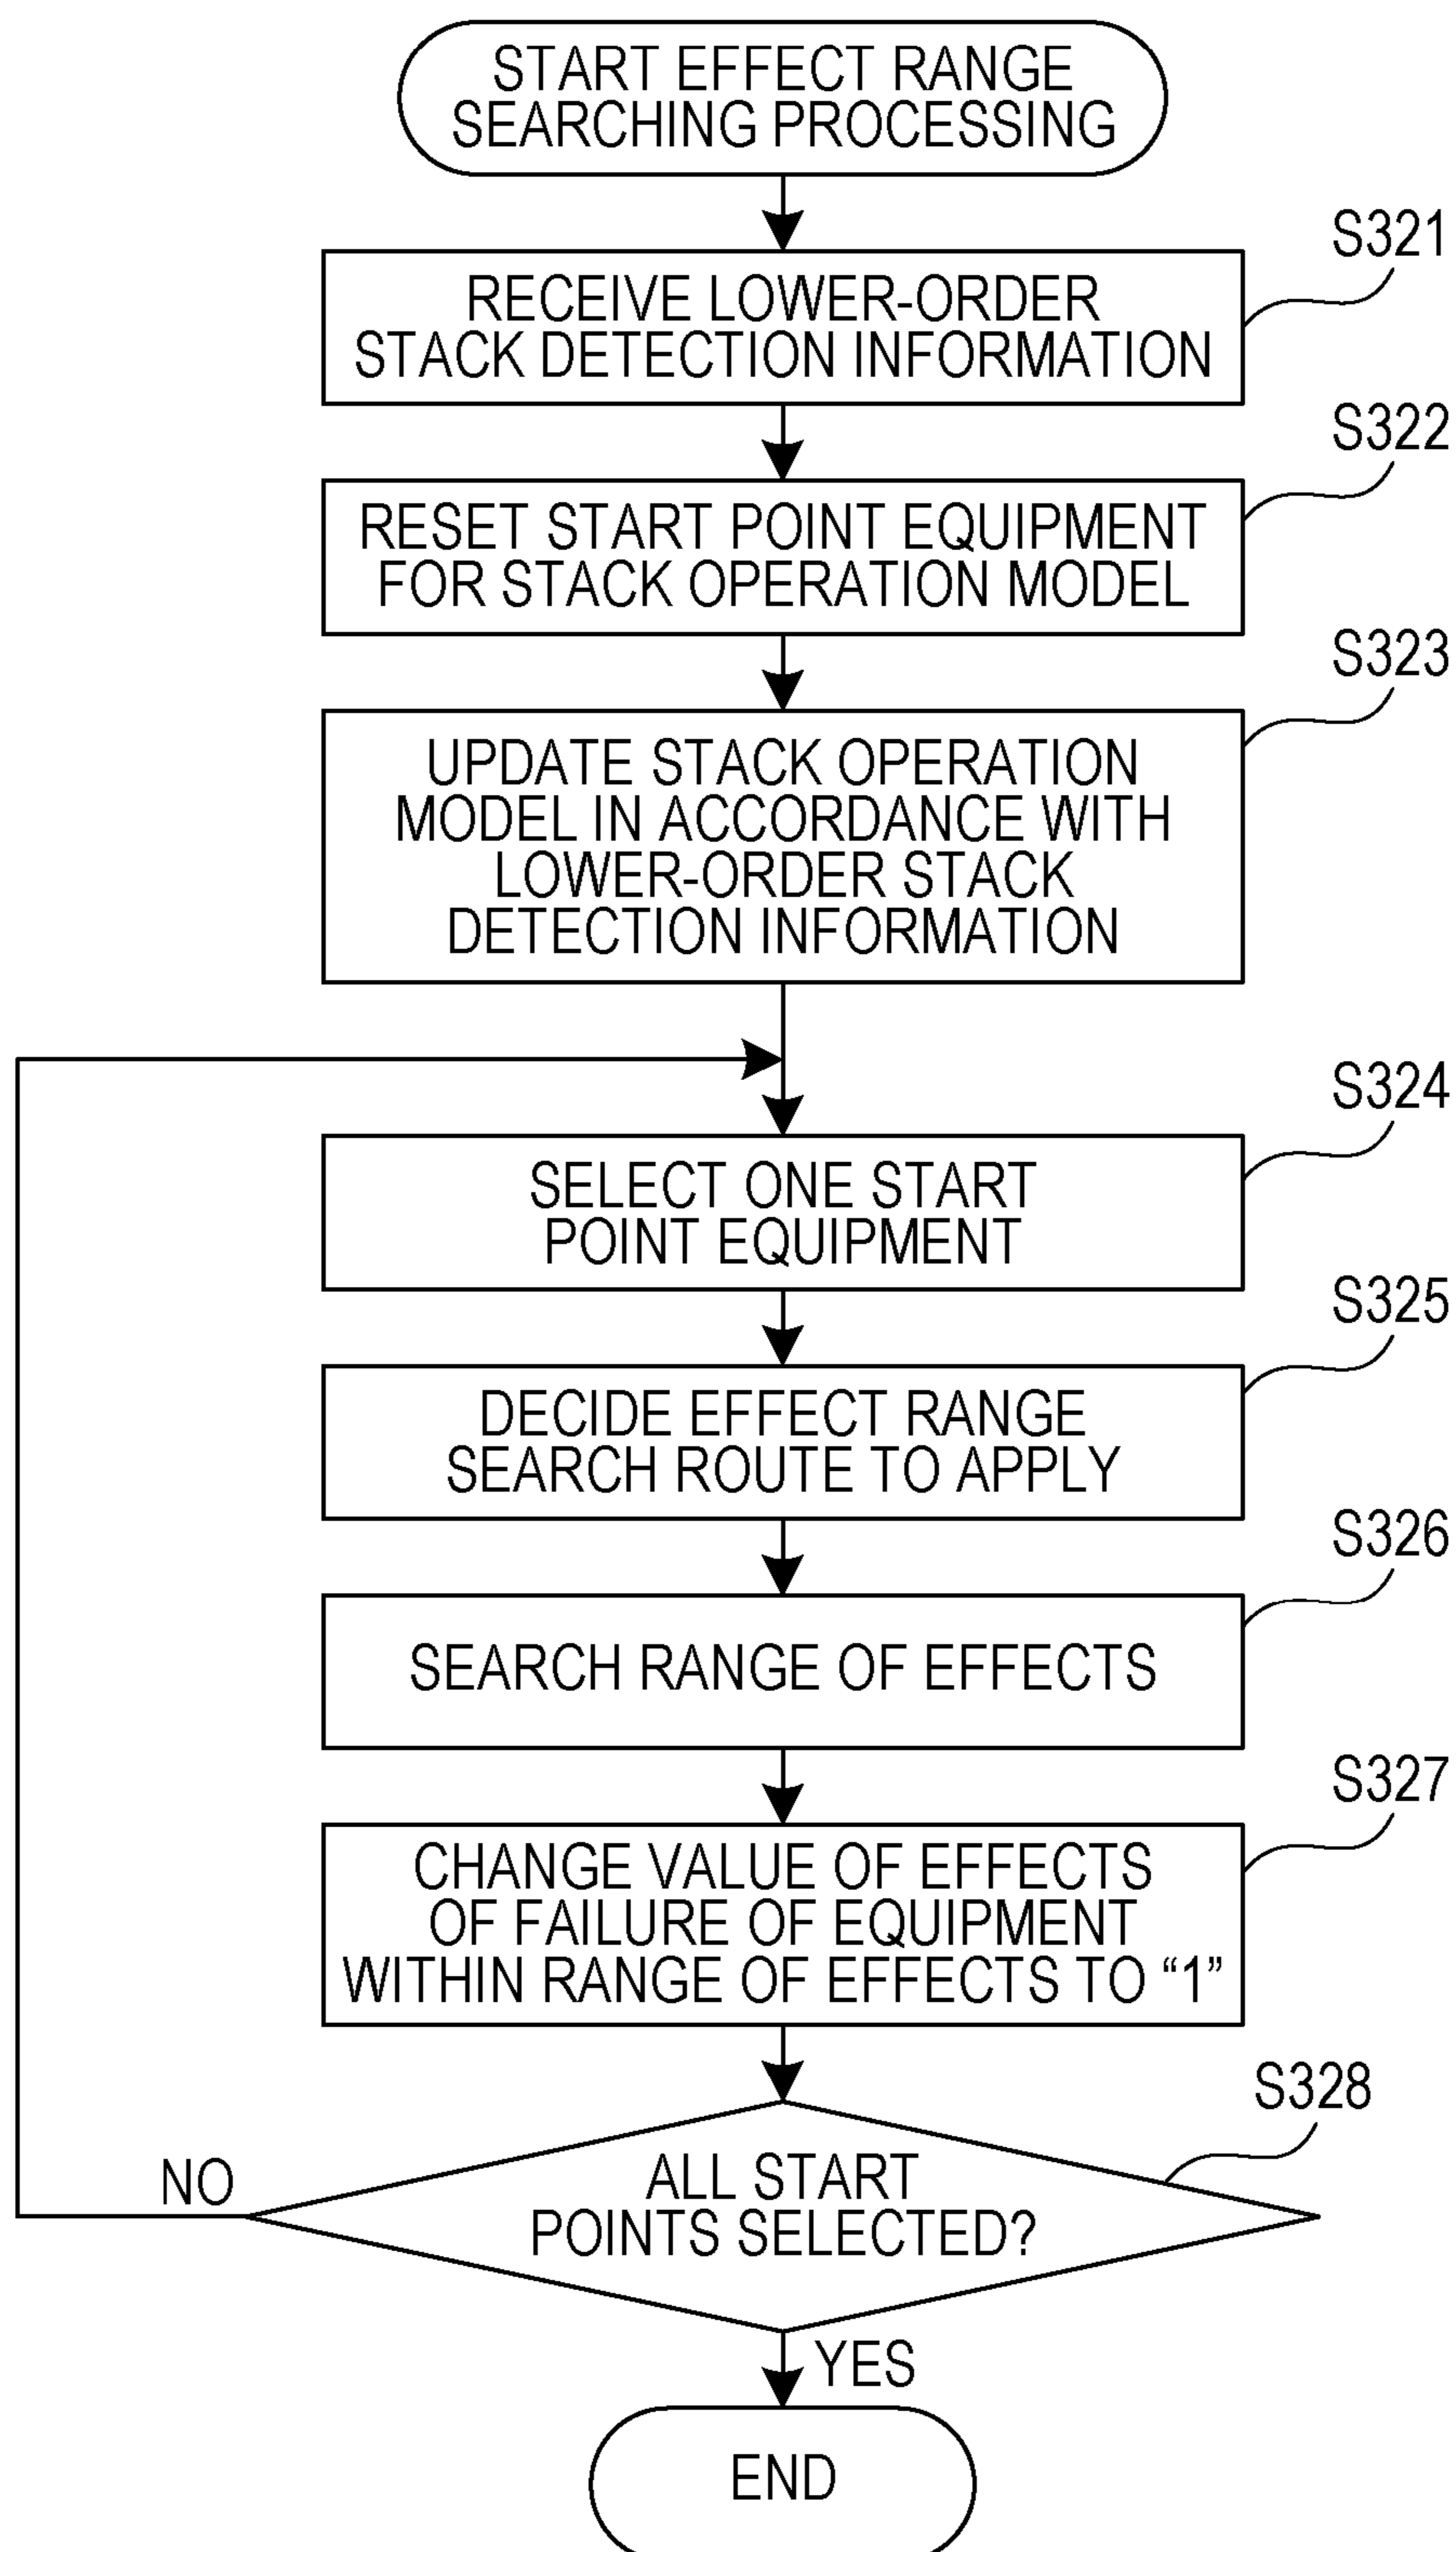 START EFFECT RANGE
SEARCHING PROCESSING
S321
RECEIVE LOWER-ORDER
STACK DETECTION INFORMATION
S322
RESET START POINT EQUIPMENT
FOR STACK OPERATION MODEL
S323
UPDATE STACK OPERATION
MODEL IN ACCORDANCE WITH
LOWER-ORDER STACK
DETECTION INFORMATION
S324
SELECT ONE START
POINT EQUIPMENT
S325
DECIDE EFFECT RANGE
SEARCH ROUTE TO APPLY
S326
SEARCH RANGE OF EFFECTS
S327
CHANGE VALUE OF EFFECTS
OF FAILURE OF EQUIPMENT
WITHIN RANGE OF EFFECTS TO “1”
S328
ALL START
POINTS SELECTED?
NO
YES
END